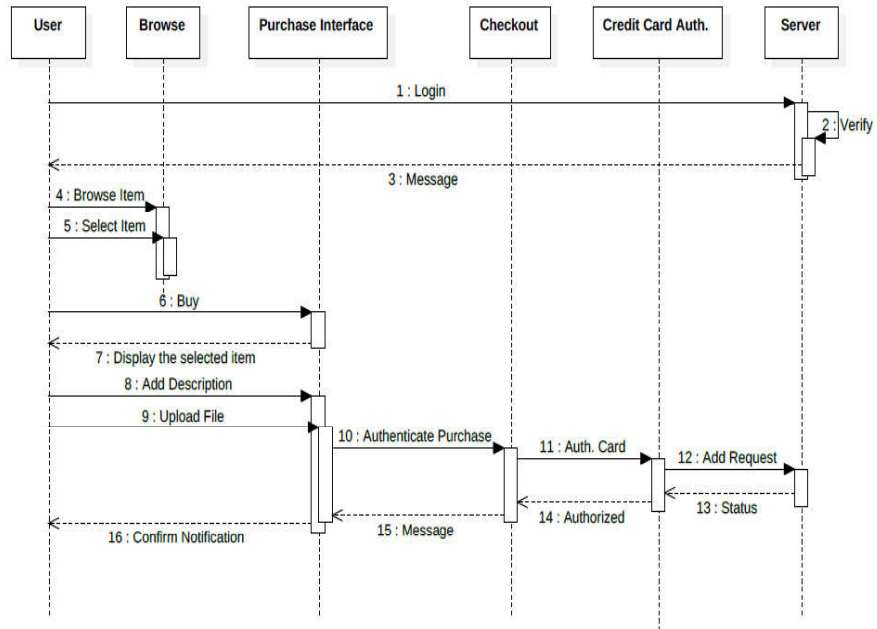 User
Browse
Purchase Interface
Checkout
Credit Card Auth.
Server
1 : Login
2 : Verify
3 : Message
4 : Browse Item
5 : Select Item
6 : Buy
7 : Display the selected item
8 : Add Description
9 : Upload File
10 : Authenticate Purchase
11 : Auth. Card
12 : Add Request
13 : Status
14 : Authorized
15 : Message
16 : Confirm Notification